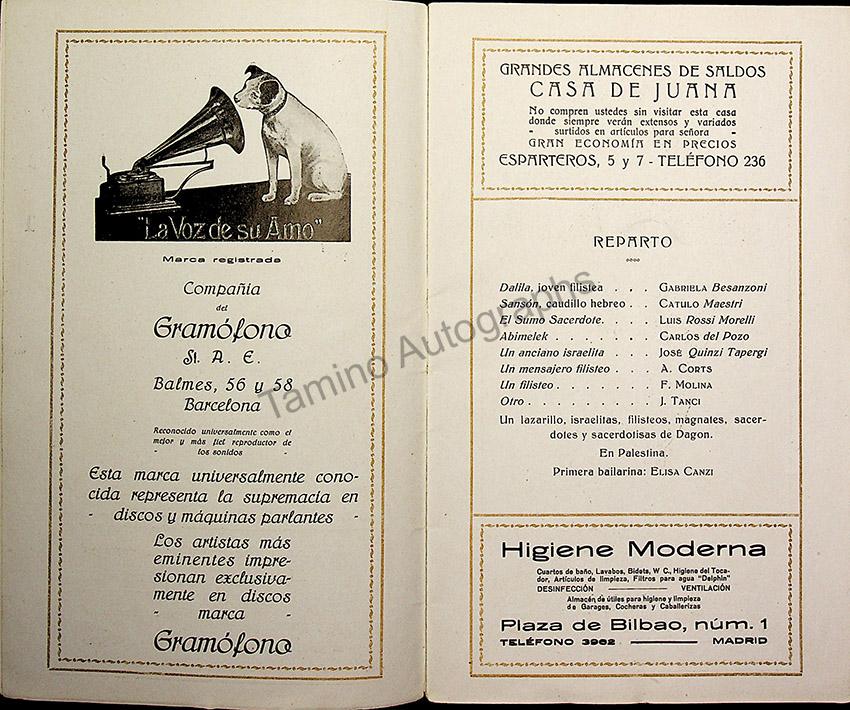 "La Voz de su Amo"
Marca registrada
Compañía
del
Gramófono
St. A. E.
Balmes, 56 y 58
Barcelona
Reconocido universalmente como el
mejor y más fiel reproductor de
- los sonidos -
Esta marca universalmente cono-
cida representa la supremacía en
- discos y máquinas parlantes -
Los artistas más
eminentes impre-
sionan exclusiva-
mente en discos
- marca -
Gramófono
GRANDES ALMACENES DE SALDOS
CASA DE JUANA
No compren ustedes sin visitar esta casa
donde siempre verán extensos y variados
- surtidos en artículos para señora -
GRAN ECONOMÍA EN PRECIOS
ESPARTEROS, 5 y 7 - TELÉFONO 236
REPARTO
Dalila, joven filistea . . . GABRIELA Besanzoni
Sansón, caudillo hebreo . . CATULO Maestri
El Sumo Sacerdote. . . . LUIS Rossi Morelli
Abimelek . . . . . . CARLOS del Pozo
Un anciano israelita . . . JOSÉ Quinzi Tapergi
Un mensajero filisteo . . . A. CORTS
Un filisteo . . . . . . . F. MOLINA
Otro . . . . . . . . . J. TANCI
Un lazarillo, israelitas, filisteos, magnates, sacer-
dotes y sacerdotisas de Dagon.
En Palestina.
Primera bailarina: ELISA CANZI
Higiene Moderna
Cuartos de baño, Lavabos, Bidets, W C., Higiene del Toca-
dor, Artículos de limpieza, Filtros para agua "Delphin"
DESINFECCIÓN ——— VENTILACIÓN
Almacén de útiles para higiene y limpieza
de Garages, Cocheras y Caballerizas
Plaza de Bilbao, núm. 1
TELÉFONO 3962 ——— MADRID
Tamino Autographs